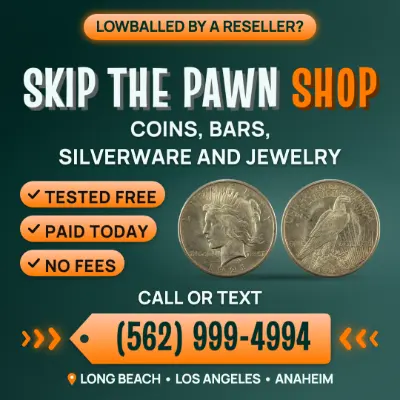 LOWBALLED BY A RESELLER?
SKIP THE PAWN SHOP
COINS, BARS,
SILVERWARE AND JEWELRY
✓ TESTED FREE
✓ PAID TODAY
✓ NO FEES
CALL OR TEXT
(562) 999-4994
LONG BEACH • LOS ANGELES • ANAHEIM